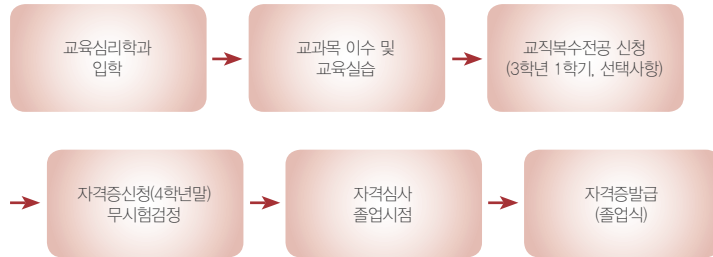 교육심리학과
입학
교과목 이수 및
교육실습
교직복수전공 신청
(3학년 1학기, 선택사항)
자격증신청(4학년말)
무시험검정
자격심사
졸업시점
자격증발급
(졸업식)